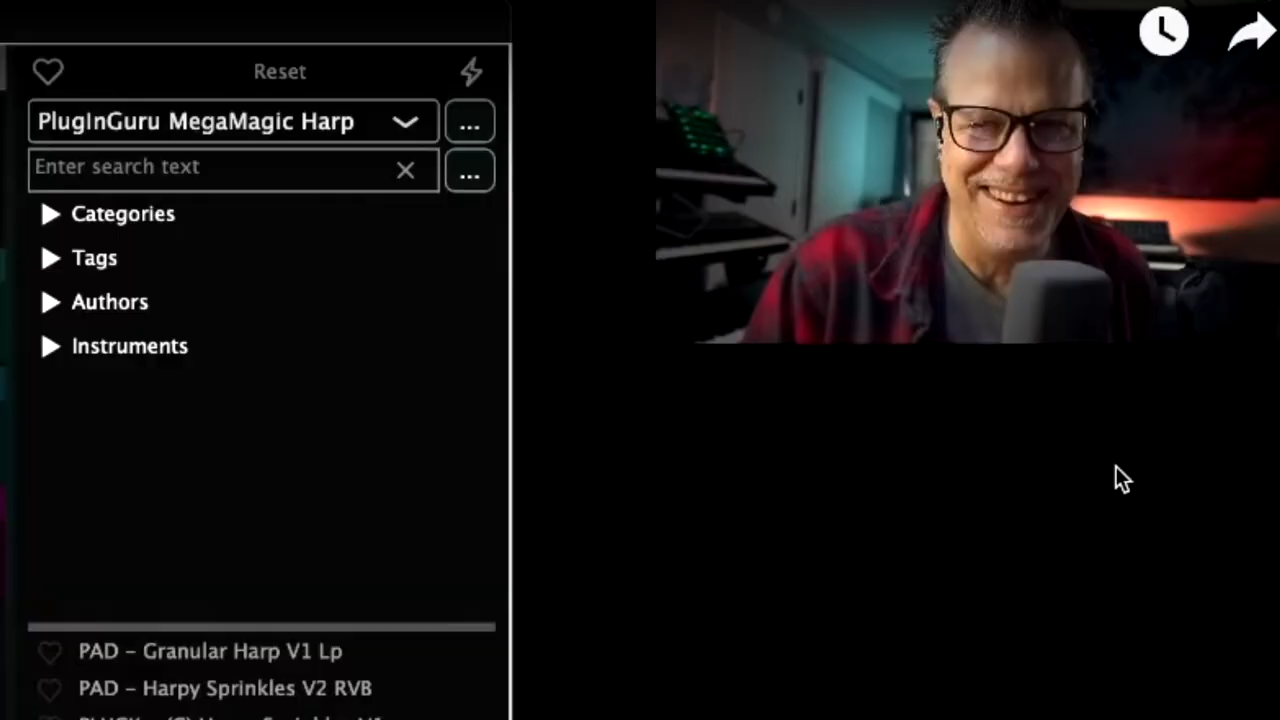 Reset
PlugInGuru MegaMagic Harp
...
Enter search text
...
Categories
Tags
Authors
Instruments
PAD - Granular Harp V1 Lp
PAD - Harpy Sprinkles V2 RVB